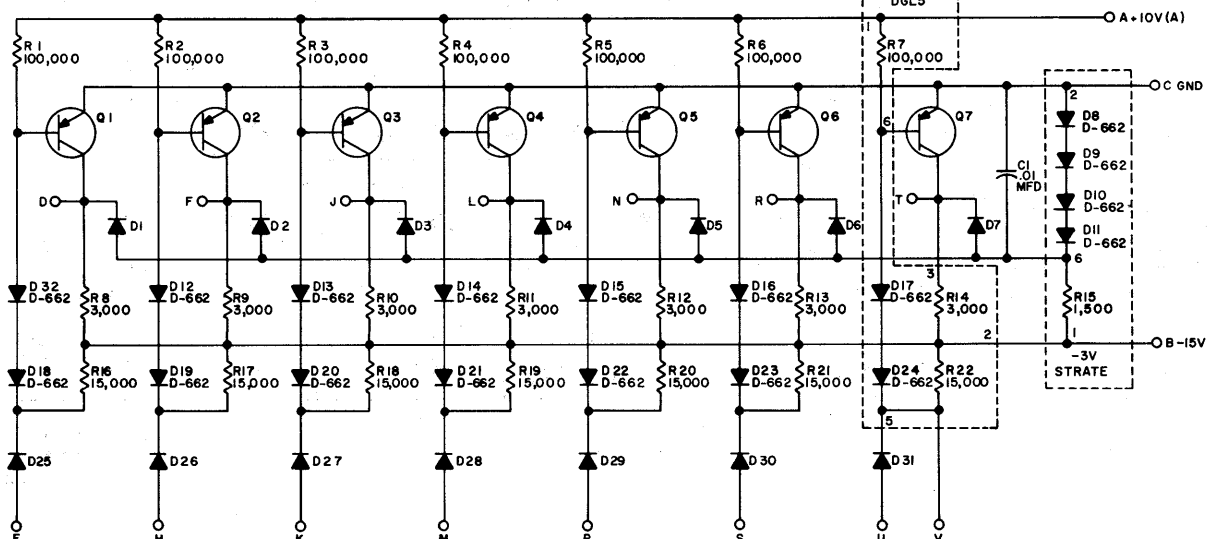 DGL5
A+10V(A)
1
R1
100,000
R2
100,000
R3
100,000
R4
100,000
R5
100,000
R6
100,000
R7
100,000
C GND
2
Q1
Q2
Q3
Q4
Q5
Q6
6
Q7
C1
.01
MFD
D8
D-662
D9
D-662
D10
D-662
D11
D-662
D
F
J
L
N
R
T
D1
D2
D3
D4
D5
D6
D7
6
3
D32
D-662
R8
3,000
D12
D-662
R9
3,000
D13
D-662
R10
3,000
D14
D-662
R11
3,000
D15
D-662
R12
3,000
D16
D-662
R13
3,000
D17
D-662
R14
3,000
R15
1,500
2
1
B-15V
-3V
STRATE
D18
D-662
R16
15,000
D19
D-662
R17
15,000
D20
D-662
R18
15,000
D21
D-662
R19
15,000
D22
D-662
R20
15,000
D23
D-662
R21
15,000
D24
D-662
R22
15,000
5
D25
D26
D27
D28
D29
D30
D31